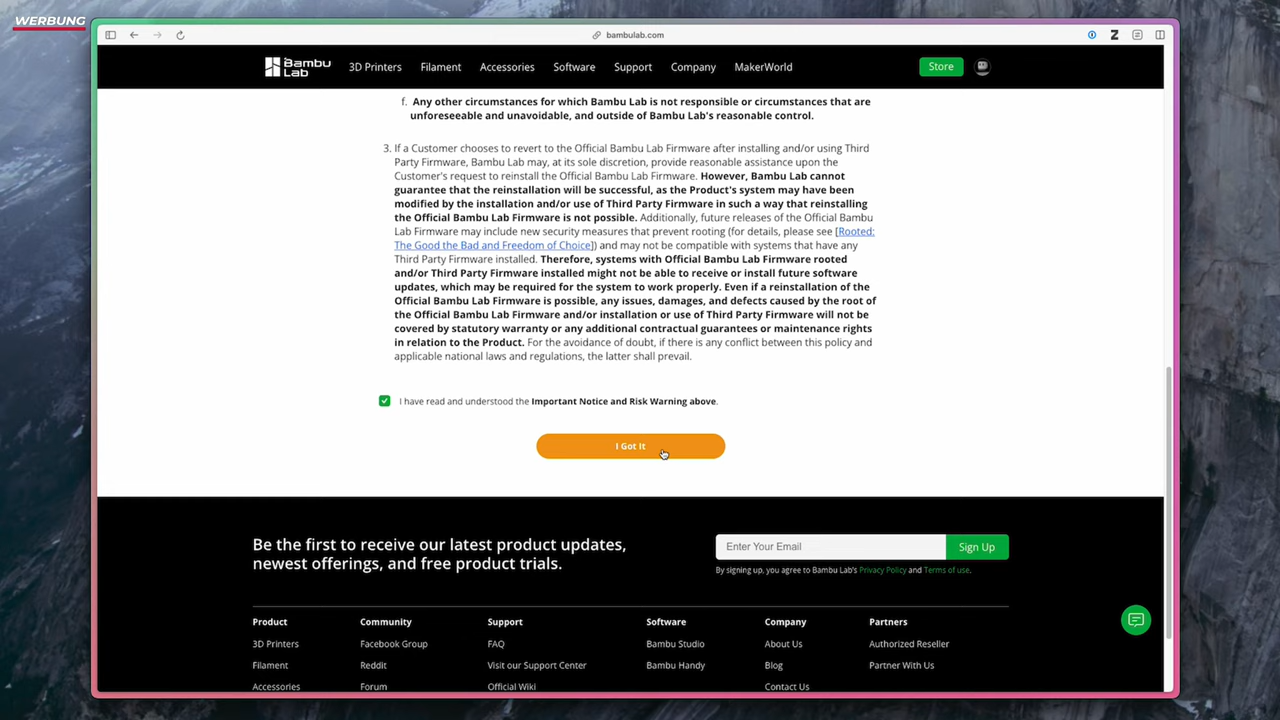 WERBUNG
bambulab.com
Bambu
Lab
3D Printers
Filament
Accessories
Software
Support
Company
MakerWorld
Store
f. Any other circumstances for which Bambu Lab is not responsible or circumstances that are
unforeseeable and unavoidable, and outside of Bambu Lab's reasonable control.
3. If a Customer chooses to revert to the Official Bambu Lab Firmware after installing and/or using Third
Party Firmware, Bambu Lab may, at its sole discretion, provide reasonable assistance upon the
Customer's request to reinstall the Official Bambu Lab Firmware. However, Bambu Lab cannot
guarantee that the reinstallation will be successful, as the Product's system may have been
modified by the installation and/or use of Third Party Firmware in such a way that reinstalling
the Official Bambu Lab Firmware is not possible. Additionally, future releases of the Official Bambu
Lab Firmware may include new security measures that prevent rooting (for details, please see [Rooted:
The Good the Bad and Freedom of Choice]) and may not be compatible with systems that have any
Third Party Firmware installed. Therefore, systems with Official Bambu Lab Firmware rooted
and/or Third Party Firmware installed might not be able to receive or install future software
updates, which may be required for the system to work properly. Even if a reinstallation of the
Official Bambu Lab Firmware is possible, any issues, damages, and defects caused by the root of
the Official Bambu Lab Firmware and/or installation or use of Third Party Firmware will not be
covered by statutory warranty or any additional contractual guarantees or maintenance rights
in relation to the Product. For the avoidance of doubt, if there is any conflict between this policy and
applicable national laws and regulations, the latter shall prevail.
I have read and understood the Important Notice and Risk Warning above.
I Got It
Be the first to receive our latest product updates,
newest offerings, and free product trials.
Enter Your Email
Sign Up
By signing up, you agree to Bambu Lab's Privacy Policy and Terms of use.
Product
3D Printers
Filament
Accessories
Community
Facebook Group
Reddit
Forum
Support
FAQ
Visit our Support Center
Official Wiki
Software
Bambu Studio
Bambu Handy
Company
About Us
Blog
Contact Us
Partners
Authorized Reseller
Partner With Us